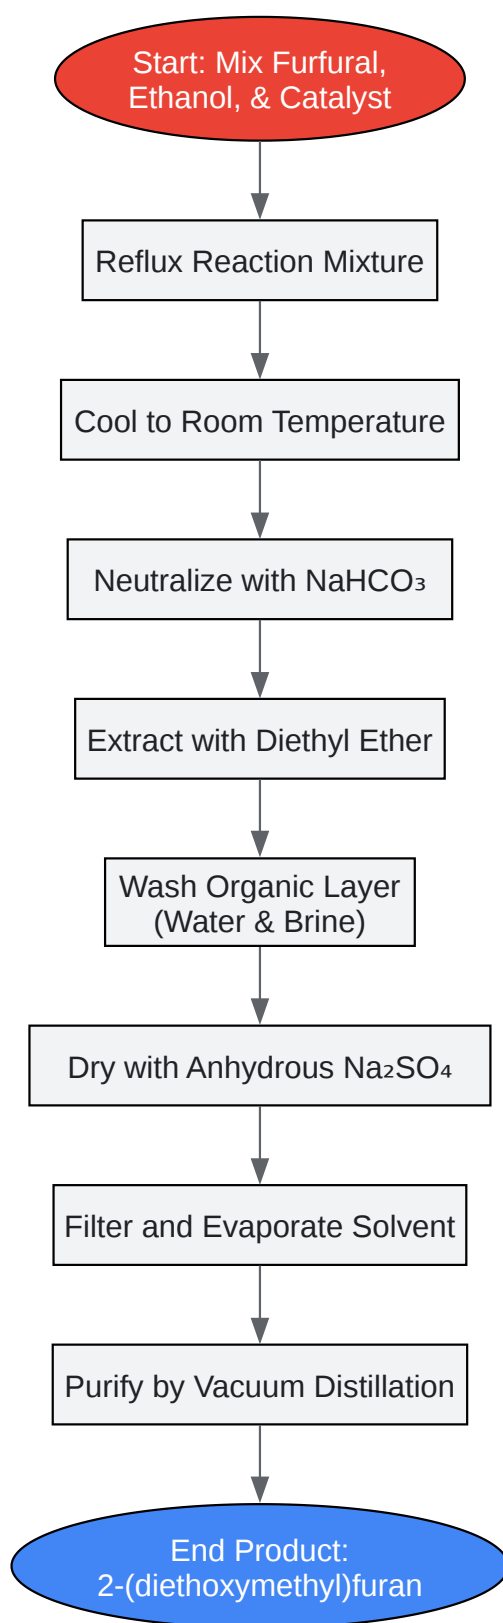 Start: Mix Furfural,
Ethanol, & Catalyst
Reflux Reaction Mixture
Cool to Room Temperature
Neutralize with NaHCO₃
Extract with Diethyl Ether
Wash Organic Layer
(Water & Brine)
Dry with Anhydrous Na₂SO₄
Filter and Evaporate Solvent
Purify by Vacuum Distillation
End Product:
2-(diethoxymethyl)furan